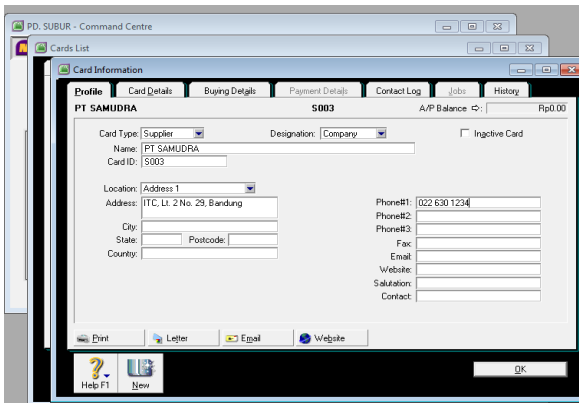 PD. SUBUR - Command Centre
Cards List
Card Information
Profile Card Details Buying Details Payment Details Contact Log Jobs History
PT SAMUDRA S003 A/P Balance Rp0.00
Card Type: Supplier Designation: Company Inactive Card
Name: PT SAMUDRA
Card ID: S003
Location: Address 1
Address: ITC, Lt. 2 No. 29, Bandung Phone#1: 022 630 1234
Phone#2:
City: Phone#3:
State: Postcode: Fax:
Country: Email:
Website:
Salutation:
Contact:
Print Letter Email Website
Help F1 New OK